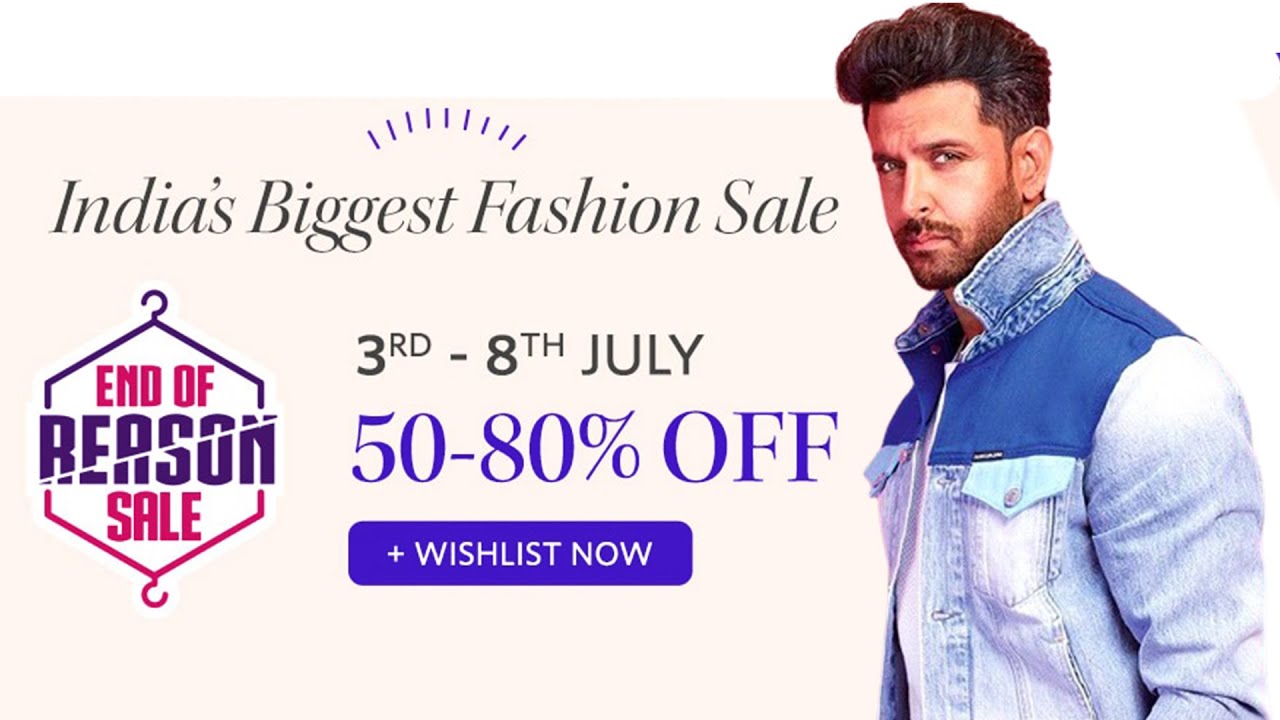 India's Biggest Fashion Sale
END OF
REASON
SALE
3RD - 8TH JULY
50-80% OFF
+ WISHLIST NOW